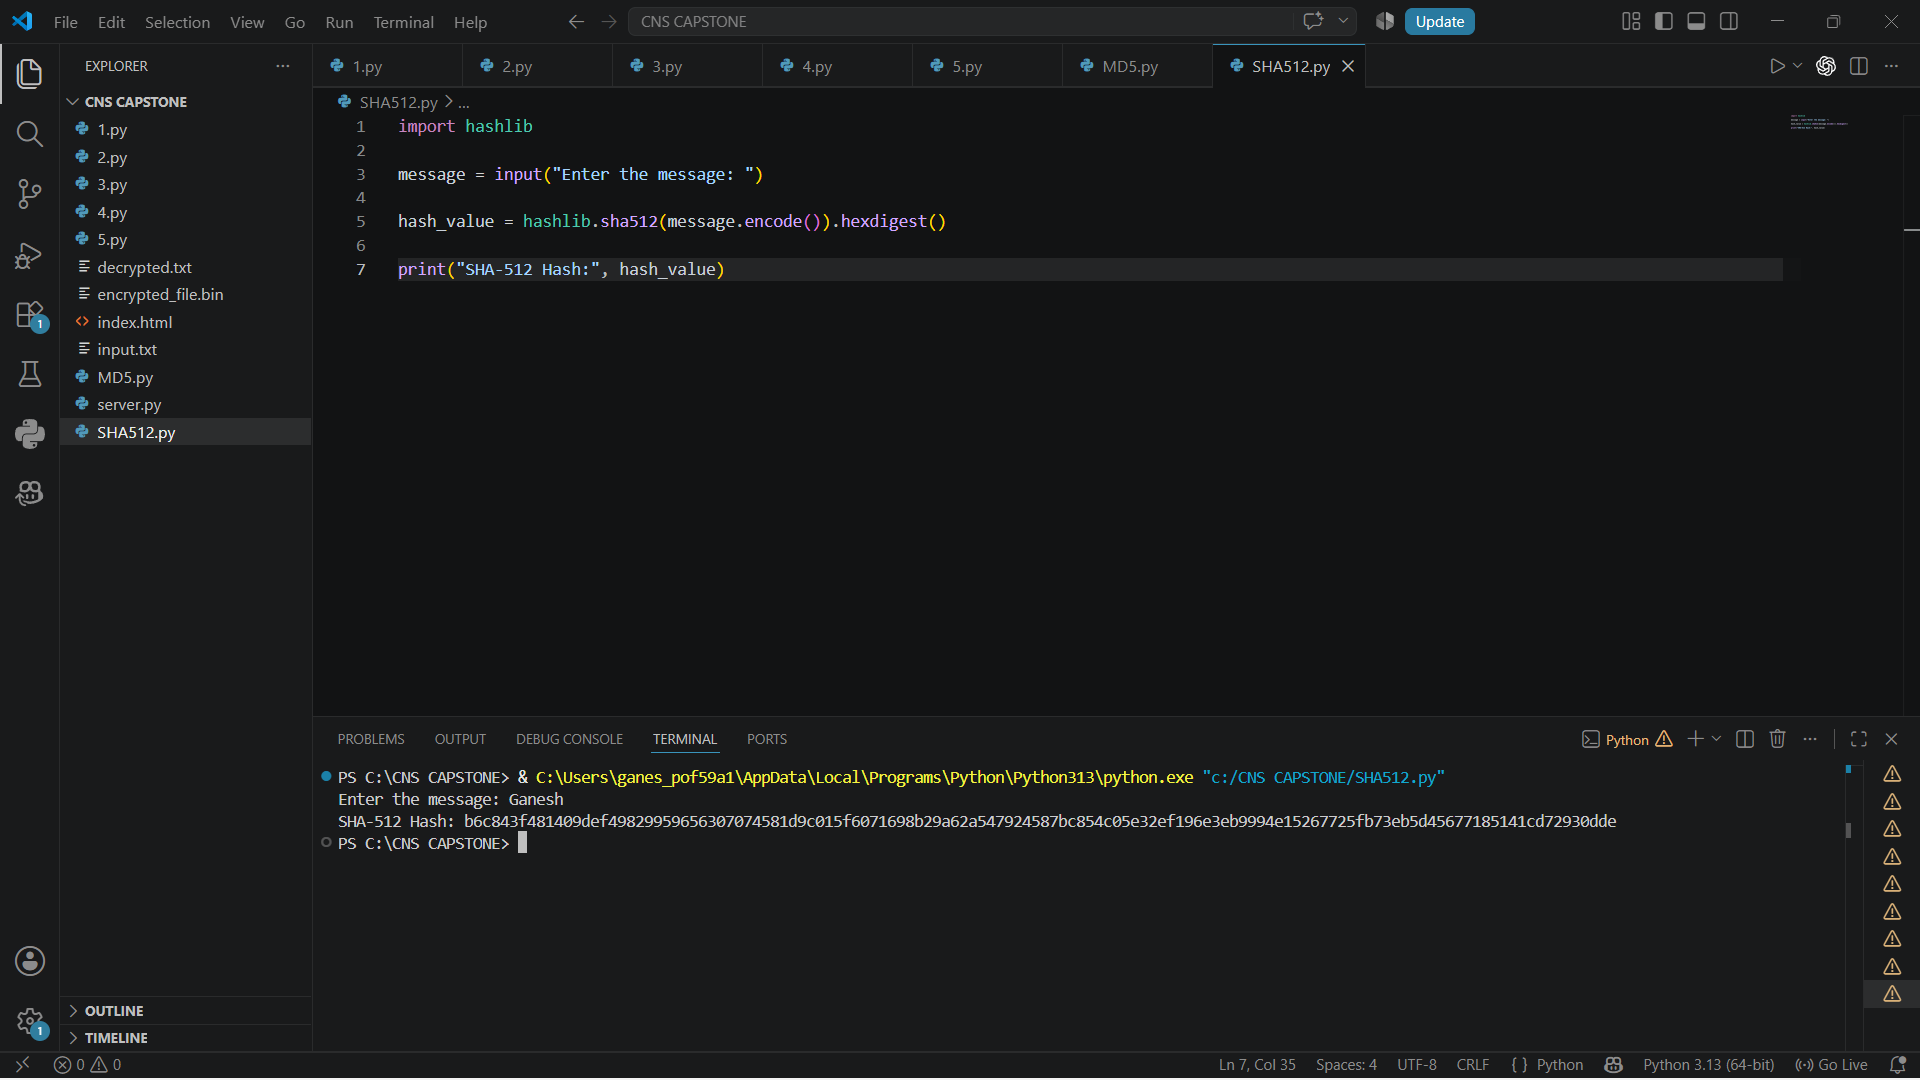 File Edit Selection View Go Run Terminal Help
CNS CAPSTONE
Update
EXPLORER
CNS CAPSTONE
1.py
2.py
3.py
4.py
5.py
decrypted.txt
encrypted_file.bin
index.html
input.txt
MD5.py
server.py
SHA512.py
OUTLINE
TIMELINE
1
1
1.py 2.py 3.py 4.py 5.py MD5.py SHA512.py
SHA512.py > ...
1 import hashlib
2
3 message = input("Enter the message: ")
4
5 hash_value = hashlib.sha512(message.encode()).hexdigest()
6
7 print("SHA-512 Hash:", hash_value)
PROBLEMS OUTPUT DEBUG CONSOLE TERMINAL PORTS
Python
PS C:\CNS CAPSTONE> & C:\Users\ganes_pof59a1\AppData\Local\Programs\Python\Python313\python.exe "c:/CNS CAPSTONE/SHA512.py"
Enter the message: Ganesh
SHA-512 Hash: b6c843f481409def49829959656307074581d9c015f6071698b29a62a547924587bc854c05e32ef196e3eb9994e15267725fb73eb5d45677185141cd72930dde
PS C:\CNS CAPSTONE>
0 0
Ln 7, Col 35 Spaces: 4 UTF-8 CRLF { } Python Python 3.13 (64-bit) Go Live